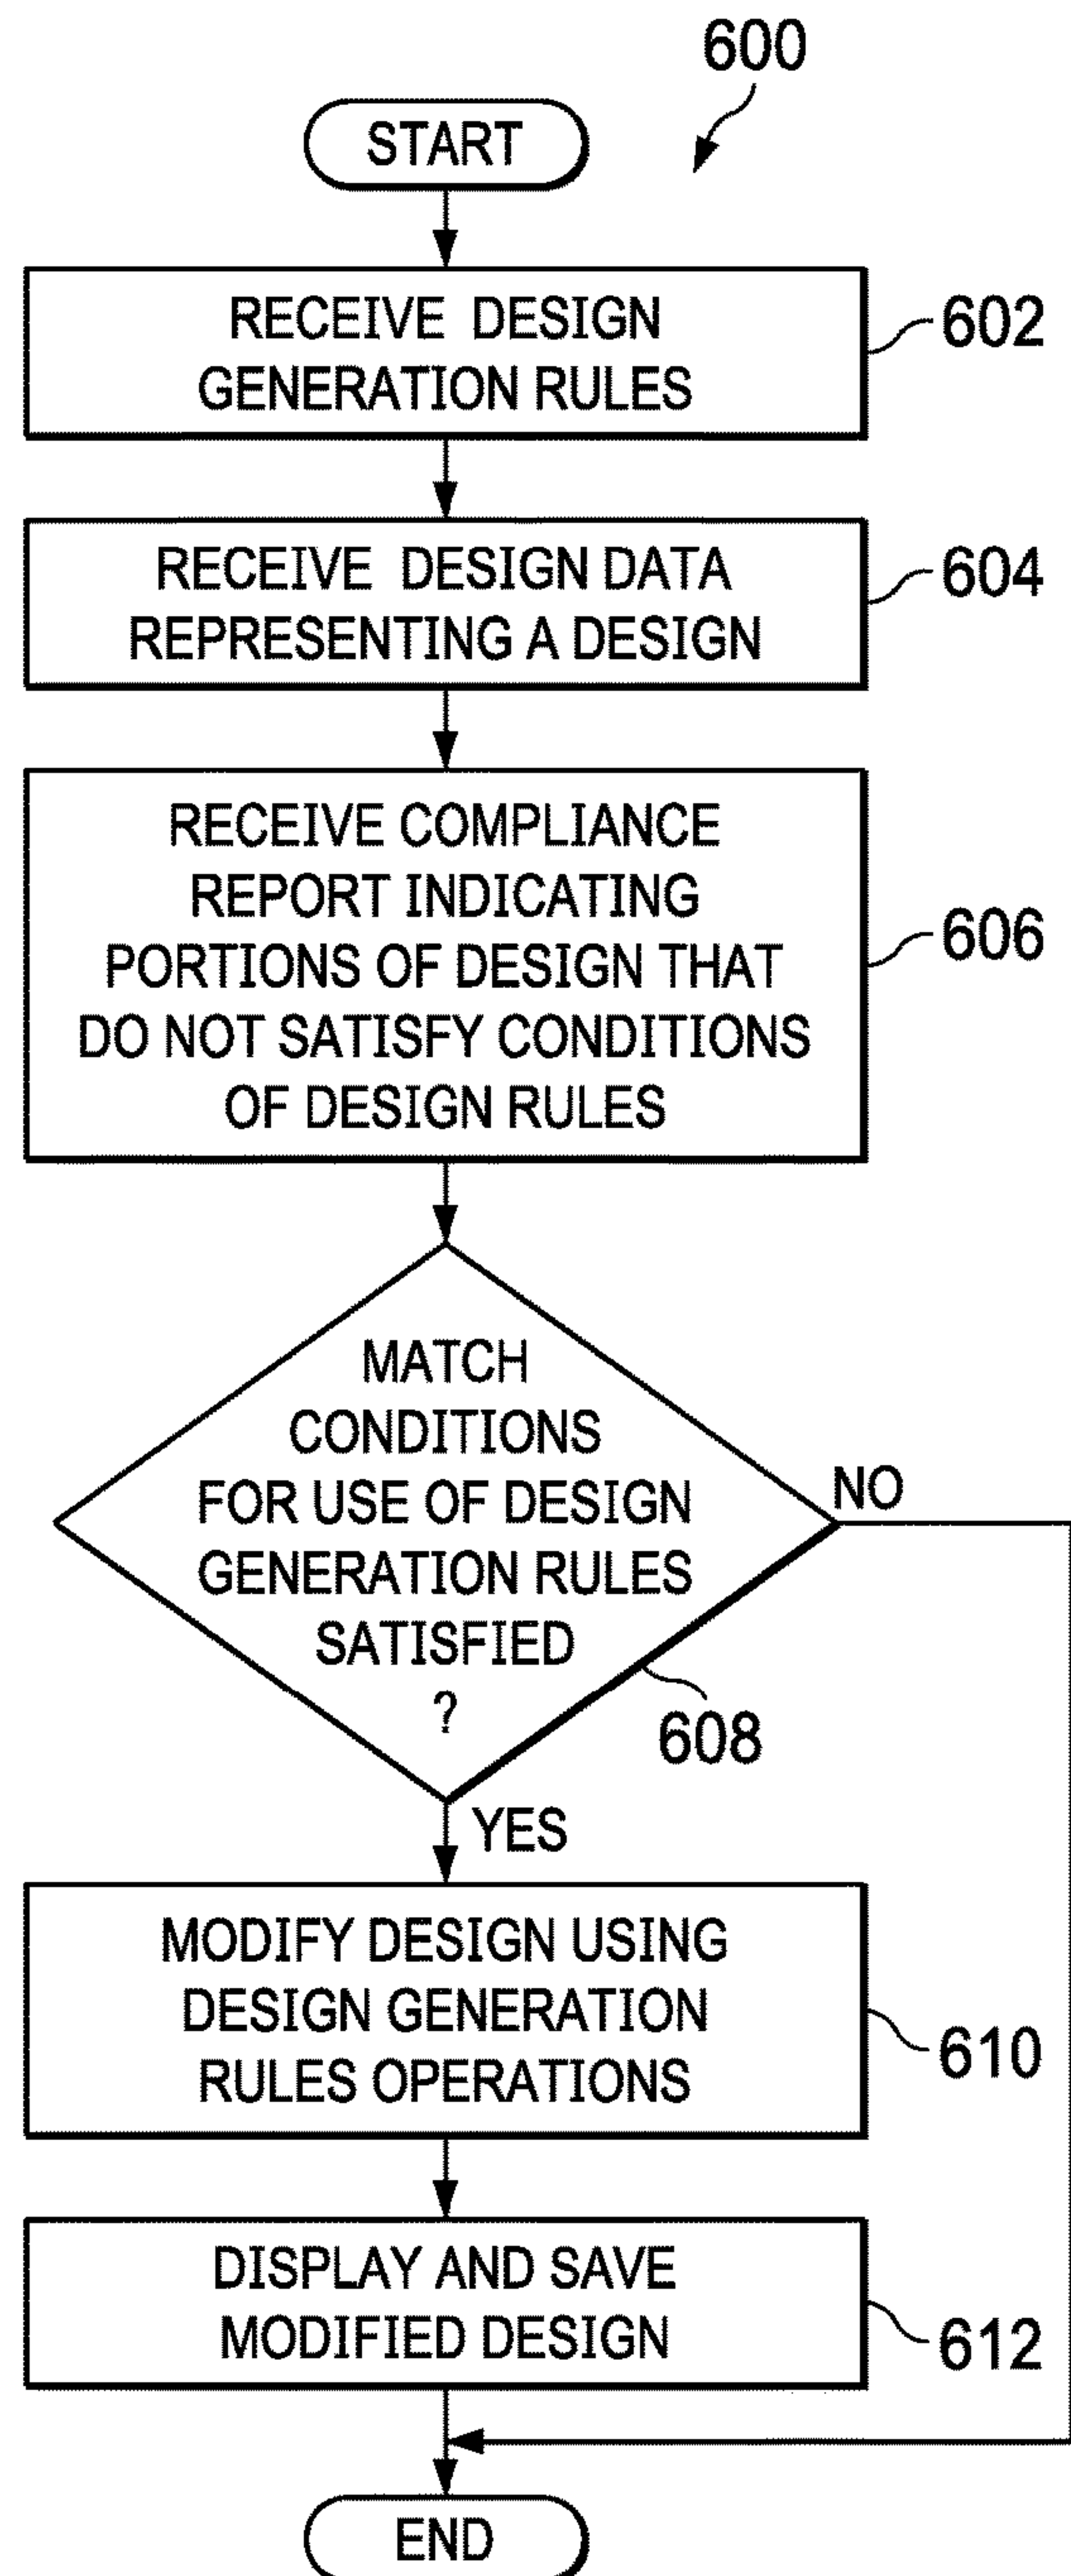 600
START
RECEIVE DESIGN
GENERATION RULES
602
RECEIVE DESIGN DATA
REPRESENTING A DESIGN
604
RECEIVE COMPLIANCE
REPORT INDICATING
PORTIONS OF DESIGN THAT
DO NOT SATISFY CONDITIONS
OF DESIGN RULES
606
MATCH
CONDITIONS
FOR USE OF DESIGN
GENERATION RULES
SATISFIED
?
NO
608
YES
MODIFY DESIGN USING
DESIGN GENERATION
RULES OPERATIONS
610
DISPLAY AND SAVE
MODIFIED DESIGN
612
END